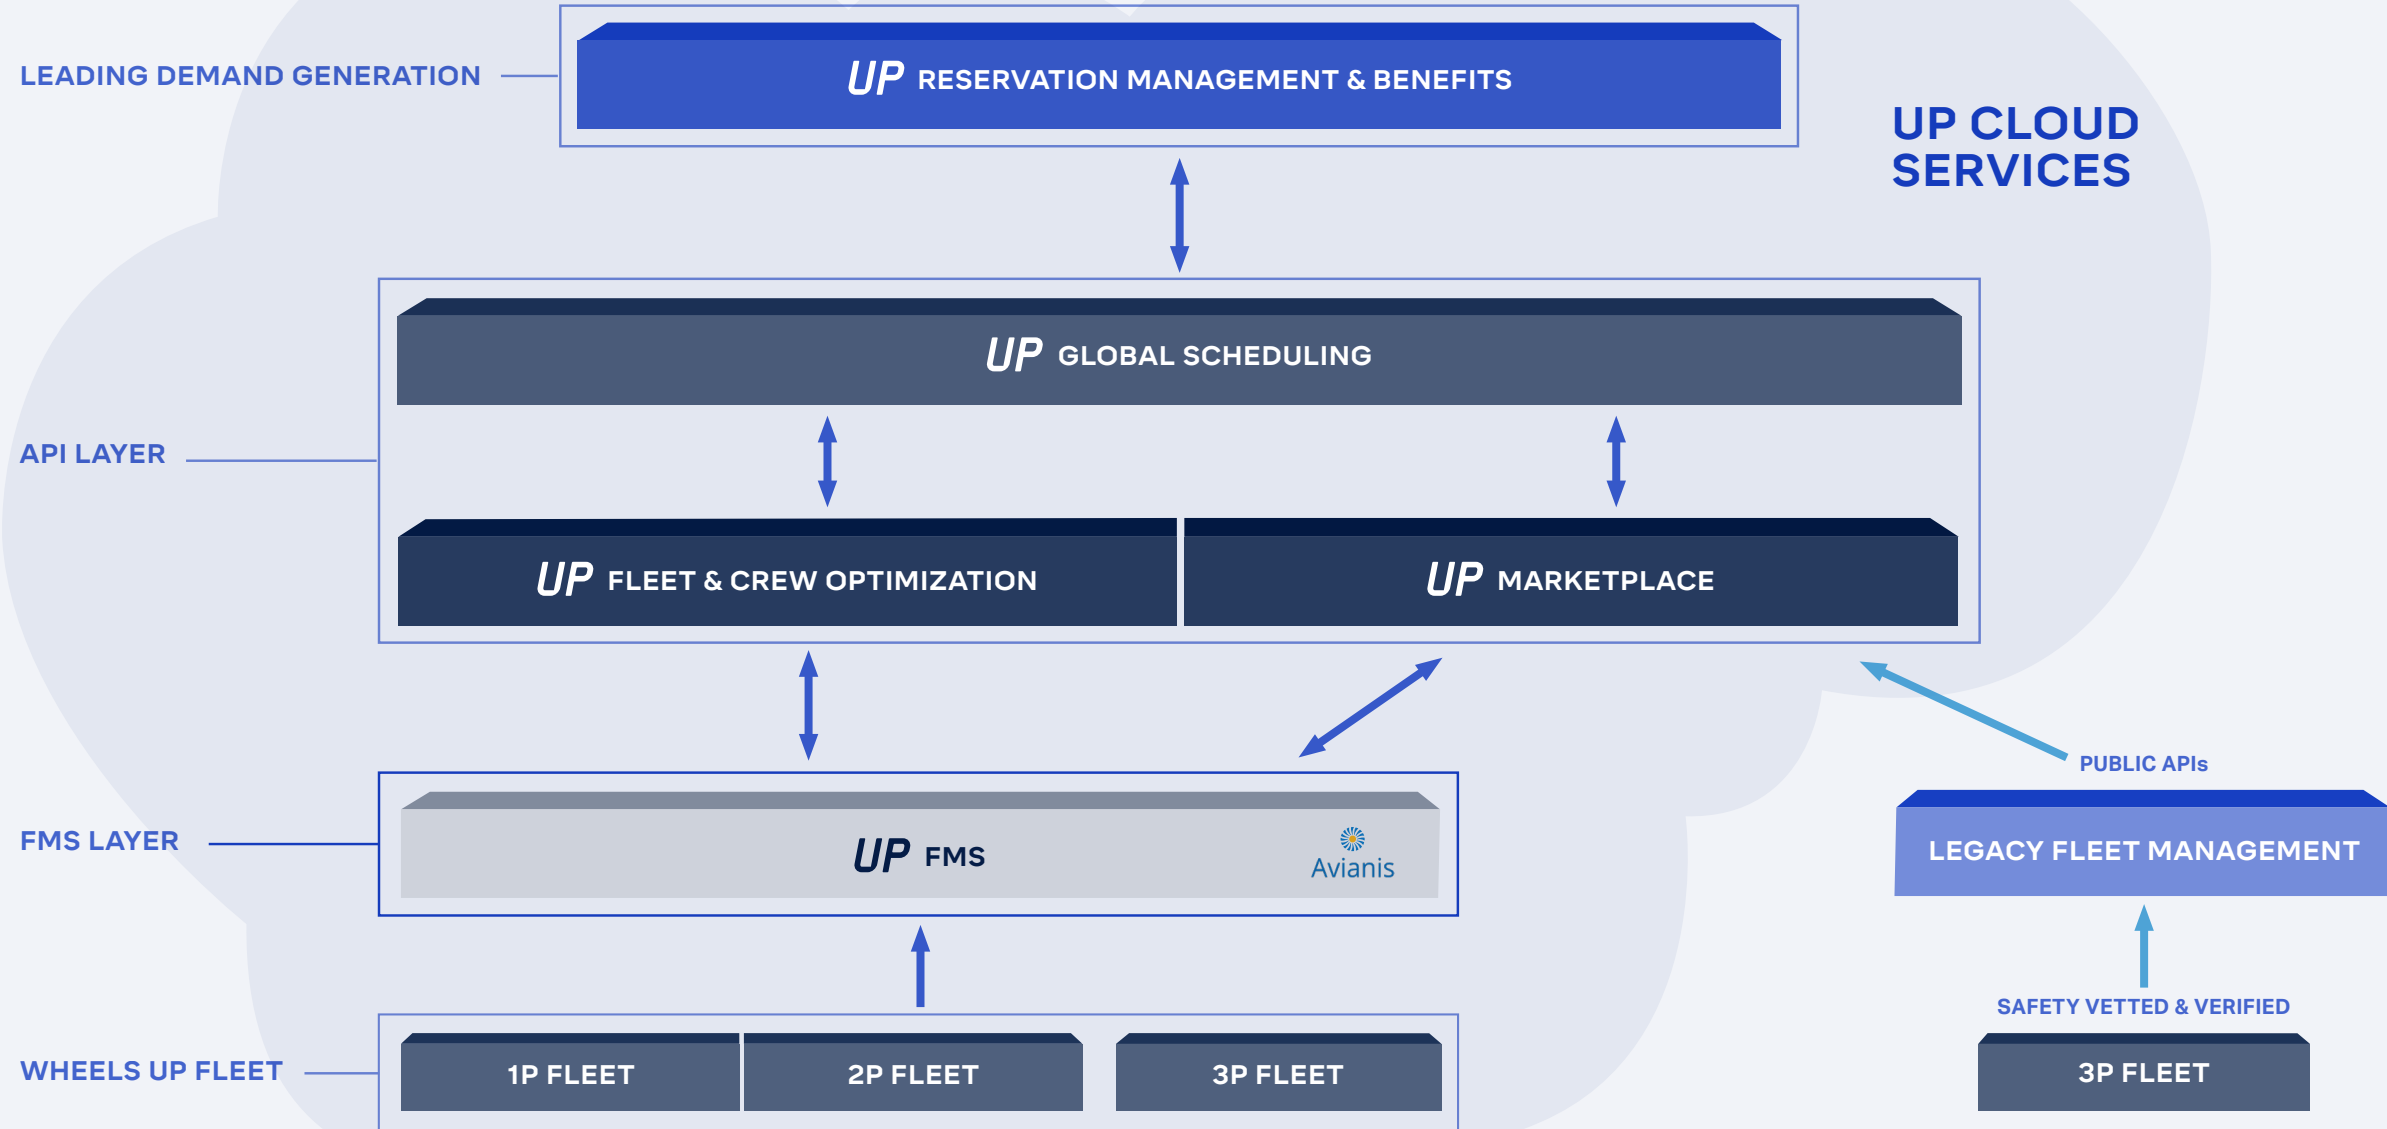 LEADING DEMAND GENERATION
UP RESERVATION MANAGEMENT & BENEFITS
UP CLOUD
SERVICES
UP GLOBAL SCHEDULING
API LAYER
UP FLEET & CREW OPTIMIZATION
UP MARKETPLACE
PUBLIC APIs
FMS LAYER
UP FMS
Avianis
LEGACY FLEET MANAGEMENT
SAFETY VETTED & VERIFIED
WHEELS UP FLEET
1P FLEET
2P FLEET
3P FLEET
3P FLEET